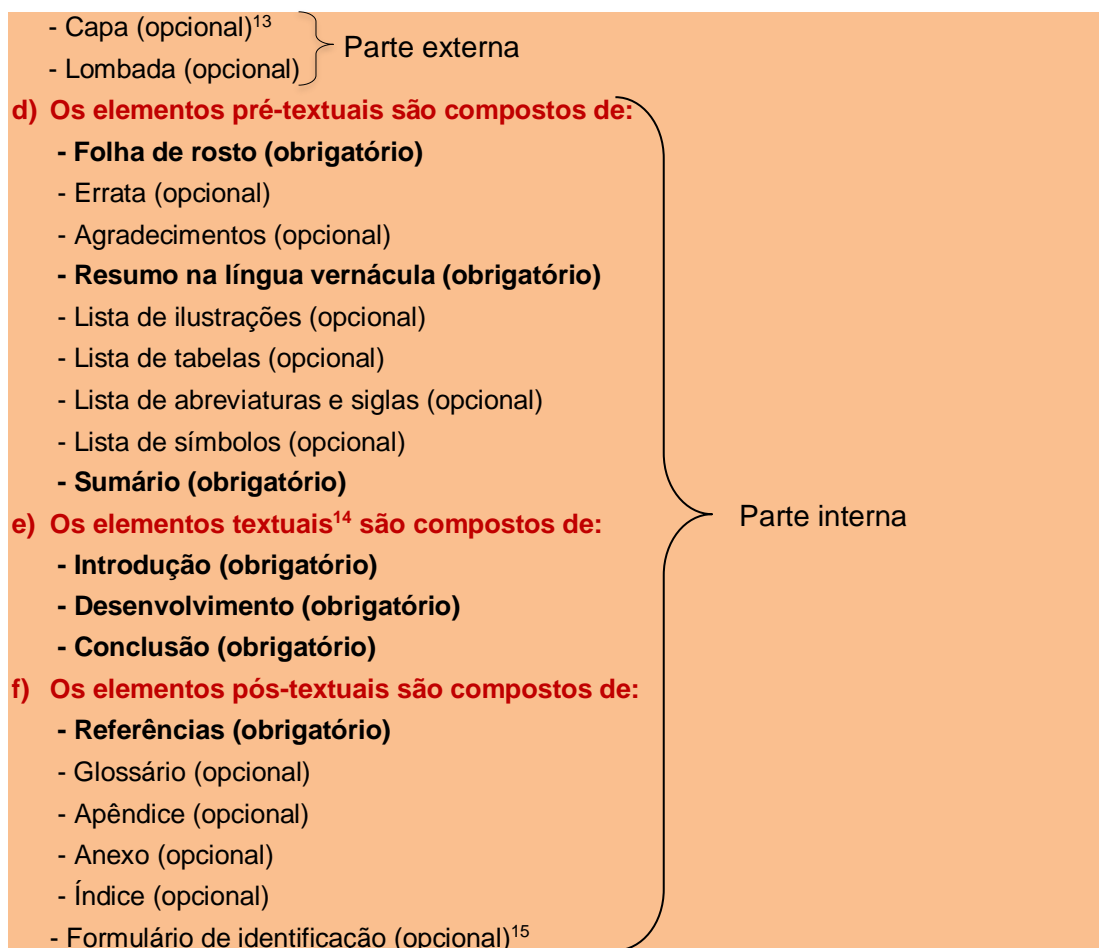 - Capa (opcional)¹³
Parte externa
- Lombada (opcional)
d) Os elementos pré-textuais são compostos de:
- Folha de rosto (obrigatório)
- Errata (opcional)
- Agradecimentos (opcional)
- Resumo na língua vernácula (obrigatório)
- Lista de ilustrações (opcional)
- Lista de tabelas (opcional)
- Lista de abreviaturas e siglas (opcional)
- Lista de símbolos (opcional)
- Sumário (obrigatório)
e) Os elementos textuais¹⁴ são compostos de:
Parte interna
- Introdução (obrigatório)
- Desenvolvimento (obrigatório)
- Conclusão (obrigatório)
f) Os elementos pós-textuais são compostos de:
- Referências (obrigatório)
- Glossário (opcional)
- Apêndice (opcional)
- Anexo (opcional)
- Índice (opcional)
- Formulário de identificação (opcional)¹⁵